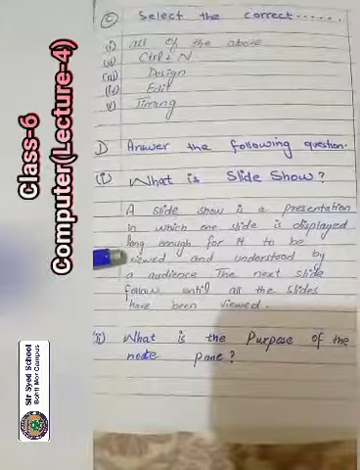 Class-6
Computer(Lecture-4)
Sir Syed School
Bohti Mor Campus
C Select the correct......
(i) all of the above
(ii) Ctrl + N
(iii) Design
(iv) Edit
v) Timing
D Answer the following question.
(i) What is Slide Show?
A slide show is a presentation
in which one slide is displayed
long enough for it to be
viewed and understood by
a audience The next slide
follow until all the slides
have been viewed.
(ii) What is the Purpose of the
note pane?